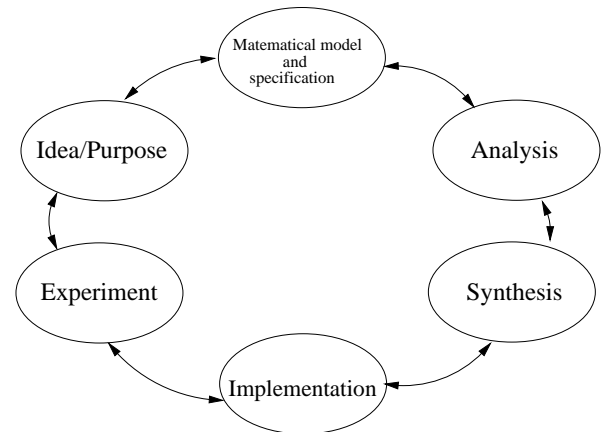 Matematical model
and
specification
Idea/Purpose
Analysis
Experiment
Synthesis
Implementation